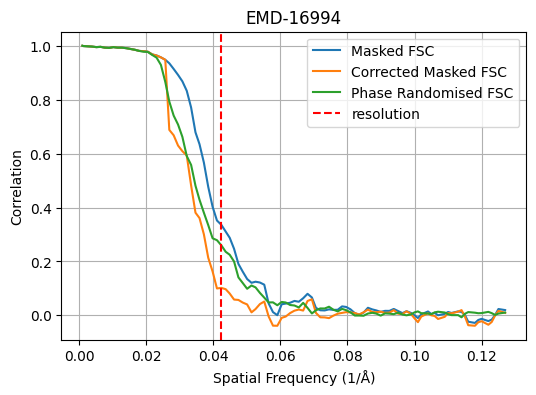 EMD-16994
Masked FSC
Corrected Masked FSC
Phase Randomised FSC
resolution
Correlation
1.0
0.8
0.6
0.4
0.2
0.0
0.00 0.02 0.04 0.06 0.08 0.10 0.12
Spatial Frequency (1/Å)